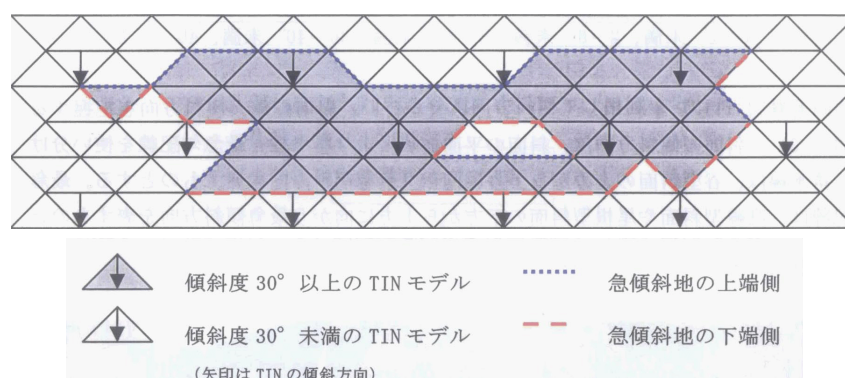 傾斜度 30° 以上の TIN モデル
急傾斜地の上端側
傾斜度 30° 未満の TIN モデル
急傾斜地の下端側
(矢印は TIN の傾斜方向)